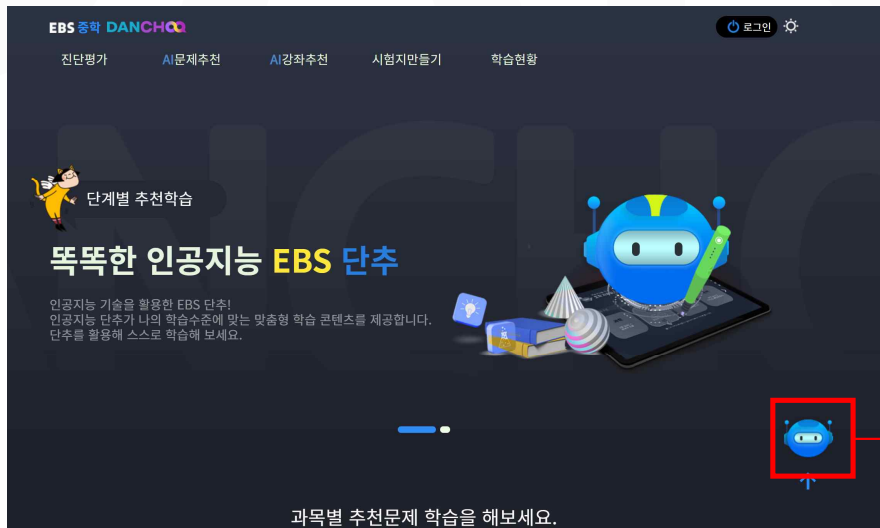 EBS 중학 DANCHOO
로그인
진단평가 AI문제추천 AI강좌추천 시험지만들기 학습현황
단계별 추천학습
똑똑한 인공지능 EBS 단추
인공지능 기술을 활용한 EBS 단추!
인공지능 단추가 나의 학습수준에 맞는 맞춤형 학습 콘텐츠를 제공합니다.
단추를 활용해 스스로 학습해 보세요.
과목별 추천문제 학습을 해보세요.